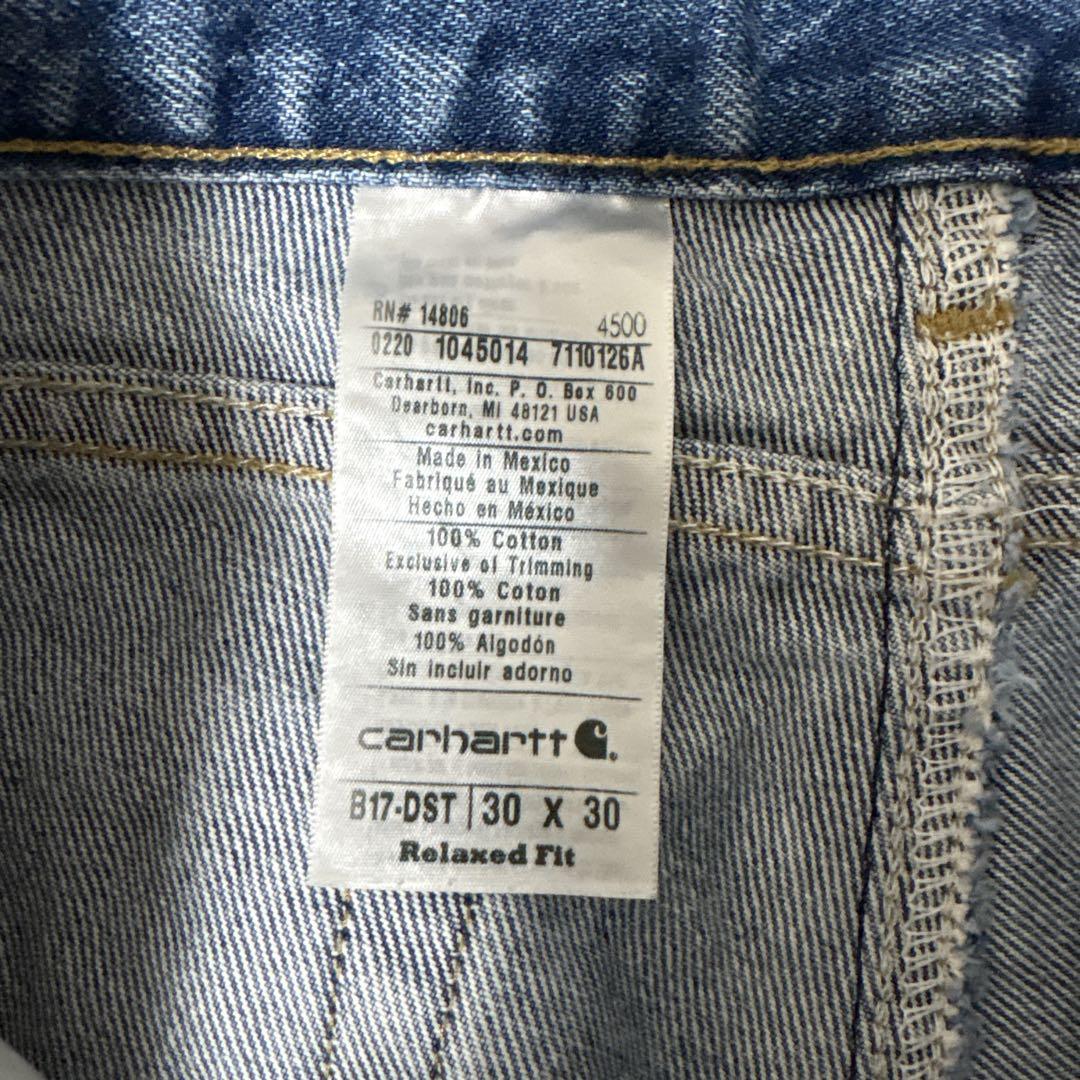 RN# 14806 4500
0220 1045014 7110126A
Carhartt, Inc. P. O. Box 600
Dearborn, MI 48121 USA
carhartt.com
Made in Mexico
Fabriqué au Mexique
Hecho en México
100% Cotton
Exclusive of Trimming
100% Coton
Sans garniture
100% Algodón
Sin incluir adorno
carhartt
B17-DST | 30 X 30
Relaxed Fit